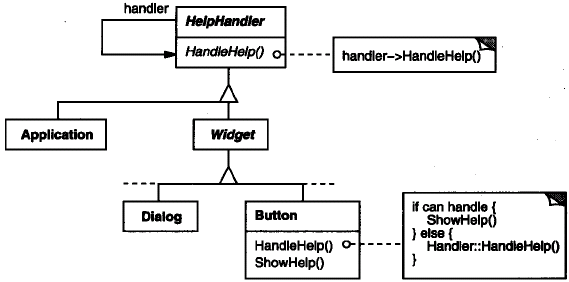 handler
HelpHandler
HandleHelp()
handler->HandleHelp()
Application
Widget
Dialog
Button
HandleHelp()
ShowHelp()
if can handle {
ShowHelp()
} else {
Handler::HandleHelp()
}